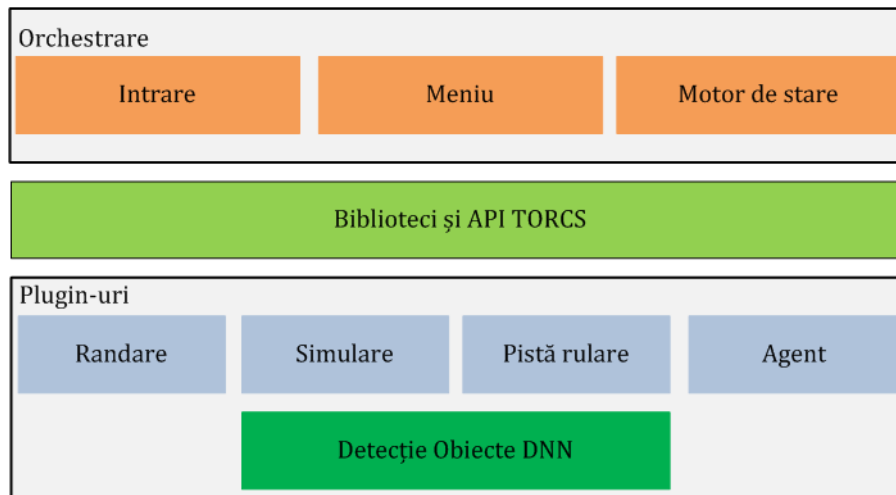 Orchestrare
Intrare
Meniu
Motor de stare
Biblioteci și API TORCS
Plugin-uri
Randare
Simulare
Pistă rulare
Agent
Detecție Obiecte DNN